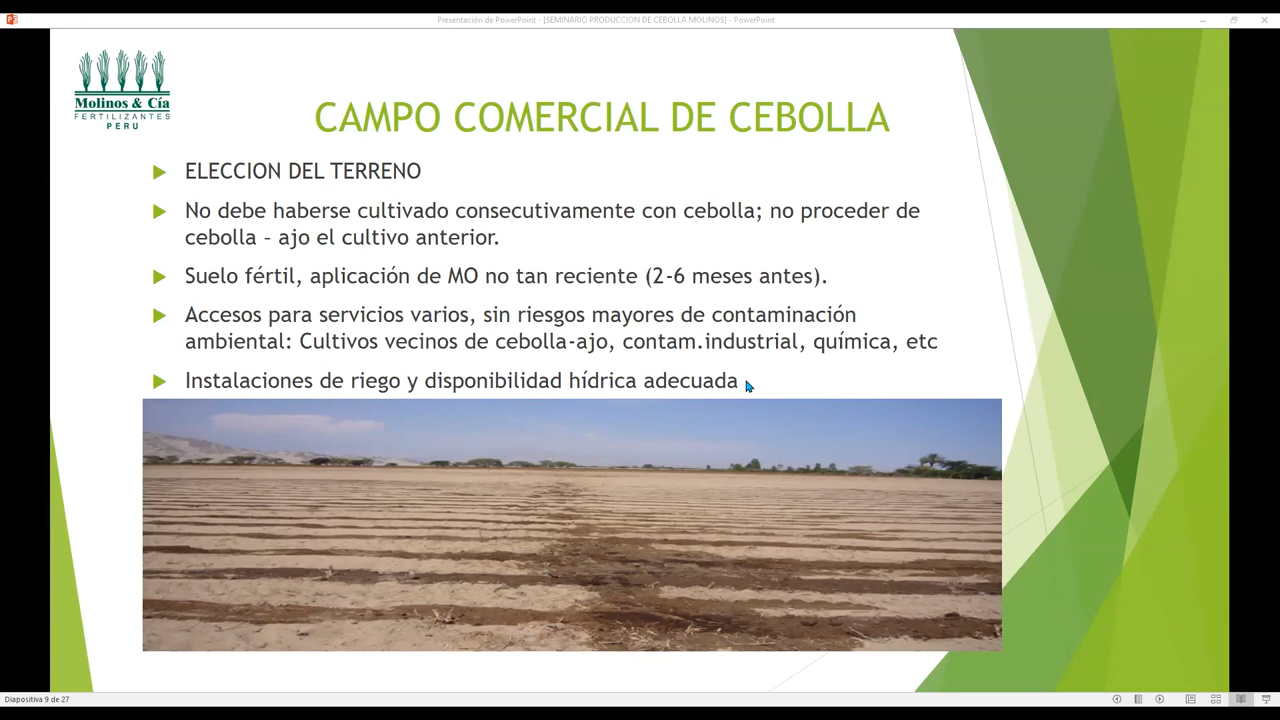 Presentación de PowerPoint - [SEMINARIO PRODUCCION DE CEBOLLA MOLINOS] - PowerPoint
Molinos & Cía
FERTILIZANTES
PERU
CAMPO COMERCIAL DE CEBOLLA
ELECCION DEL TERRENO
No debe haberse cultivado consecutivamente con cebolla; no proceder de
cebolla – ajo el cultivo anterior.
Suelo fértil, aplicación de MO no tan reciente (2-6 meses antes).
Accesos para servicios varios, sin riesgos mayores de contaminación
ambiental: Cultivos vecinos de cebolla-ajo, contam.industrial, química, etc
Instalaciones de riego y disponibilidad hídrica adecuada
Diapositiva 9 de 27